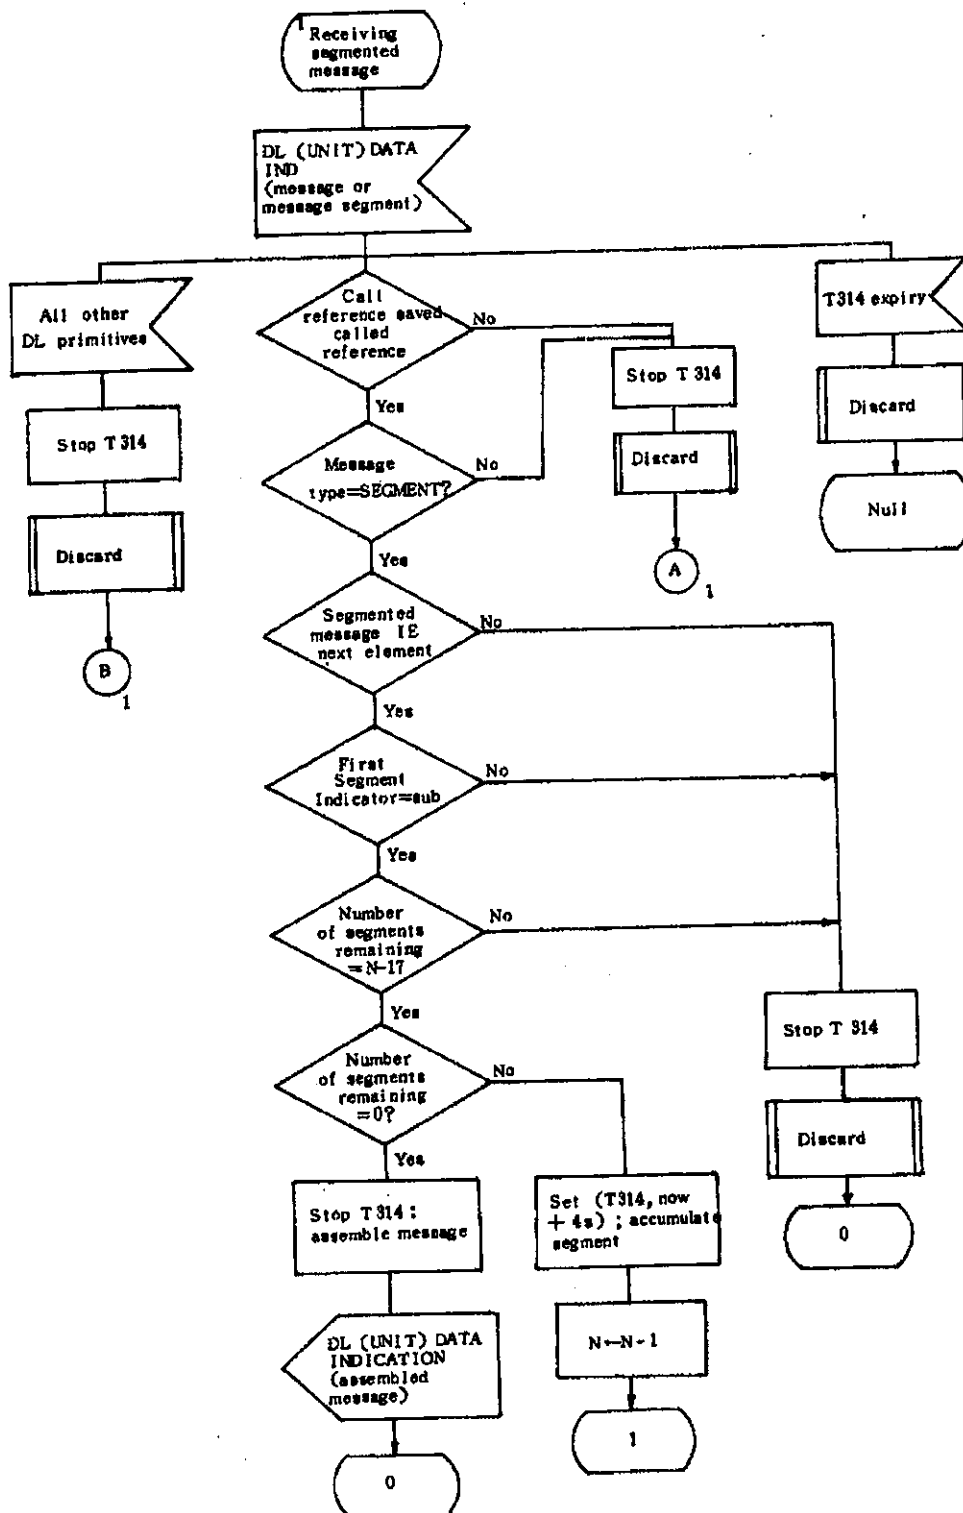 Receiving
segmented
message
DL (UNIT) DATA
IND
(message or
message segment)
All other
DL primitives
Call
reference saved
called
reference
No
T314 expiry
Stop T 314
Discard
Yes
Stop T 314
Discard
B
1
Message
type=SEGMENT?
No
Discard
Null
A
1
Yes
Segmented
message IE
next element
No
Yes
First
Segment
Indicator=sub
No
Yes
Number
of segments
remaining
=N-1?
No
Yes
Number
of segments
remaining
=0?
No
Stop T 314
Discard
0
Yes
Stop T314:
assemble message
Set (T314, now
+ 4s) ; accumulate
segment
DL (UNIT) DATA
INDICATION
(assembled
message)
N←N-1
0
1